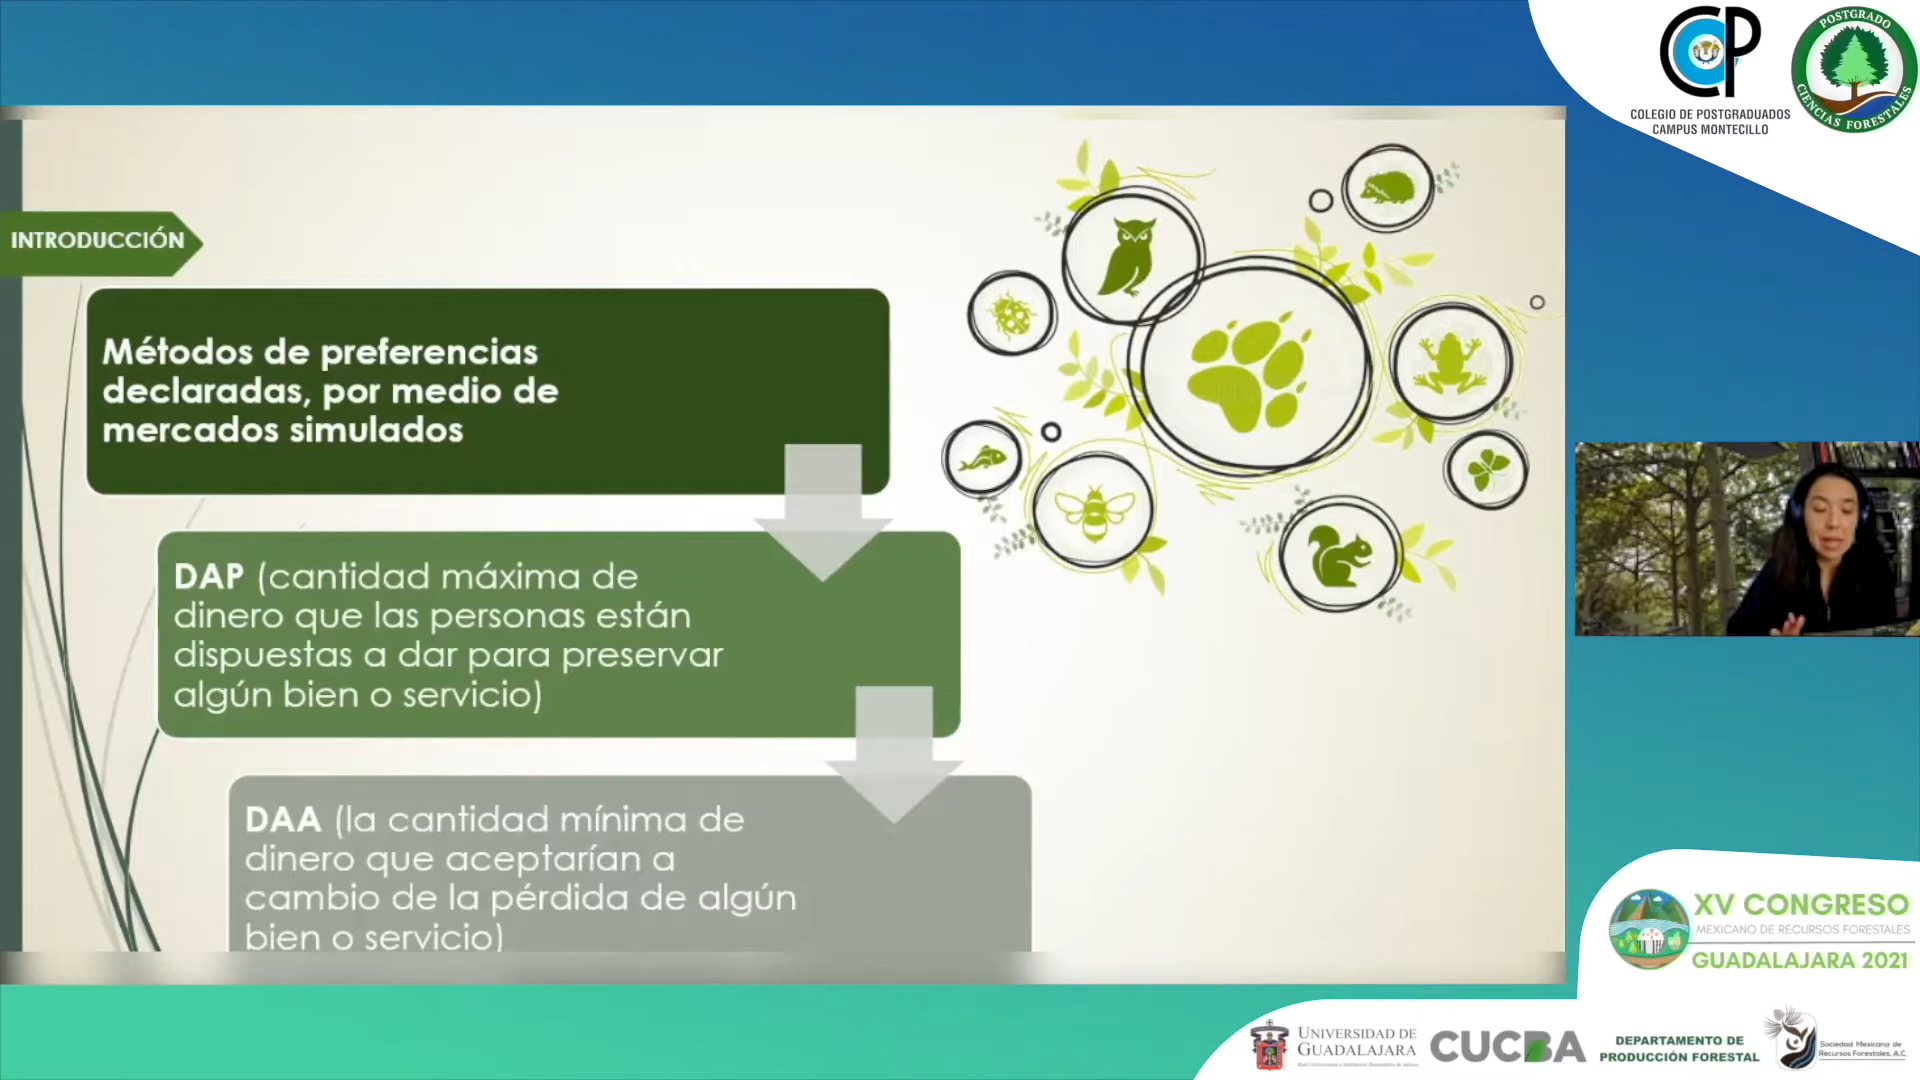 INTRODUCCIÓN
Métodos de preferencias
declaradas, por medio de
mercados simulados
DAP (cantidad máxima de
dinero que las personas están
dispuestas a dar para preservar
algún bien o servicio)
DAA (la cantidad mínima de
dinero que aceptarían a
cambio de la pérdida de algún
bien o servicio)
CP
COLEGIO DE POSTGRADUADOS
CAMPUS MONTECILLO
POSTGRADO
CIENCIAS FORESTALES
XV CONGRESO
MEXICANO DE RECURSOS FORESTALES
GUADALAJARA 2021
UNIVERSIDAD DE
GUADALAJARA
CUCBA
DEPARTAMENTO DE
PRODUCCIÓN FORESTAL
Sociedad Mexicana de
Recursos Forestales, A.C.